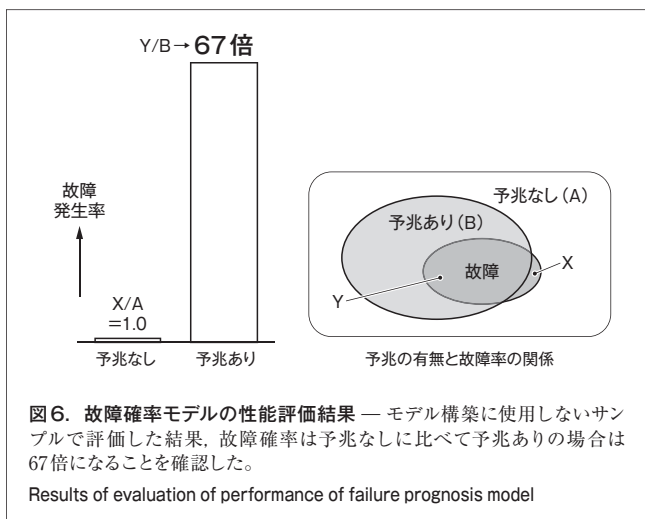 Y/B→67倍
故障
発生率
X/A
=1.0
予兆なし
予兆あり
予兆なし(A)
予兆あり(B)
故障
X
Y
予兆の有無と故障率の関係
図6. 故障確率モデルの性能評価結果 — モデル構築に使用しないサン
プルで評価した結果, 故障確率は予兆なしに比べて予兆ありの場合は
67倍になることを確認した。
Results of evaluation of performance of failure prognosis model